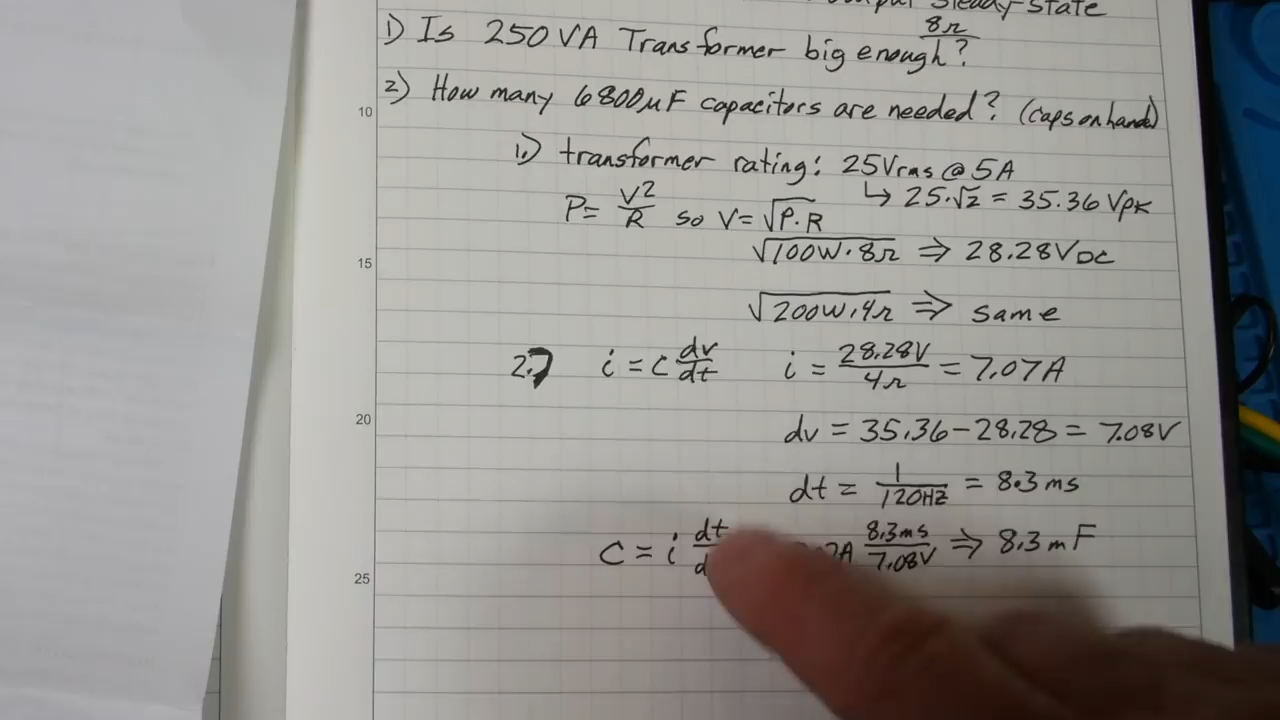 Steady-State
8Ω
1) Is 250VA Transformer big enough?
2) How many 6800µF capacitors are needed? (caps on hand)
10
1.) transformer rating: 25Vrms @ 5A
↳ 25·√2 = 35.36 Vpk
P = V²/R so V = √P·R
√100W·8Ω ⇒ 28.28VDC
15
√200W·4Ω ⇒ same
2.) i = C dv/dt i = 28.28V/4Ω = 7.07A
20
dv = 35.36 - 28.28 = 7.08V
dt = 1/120HZ = 8.3ms
C = i dt A 8.3ms/7.08V ⇒ 8.3mF
25